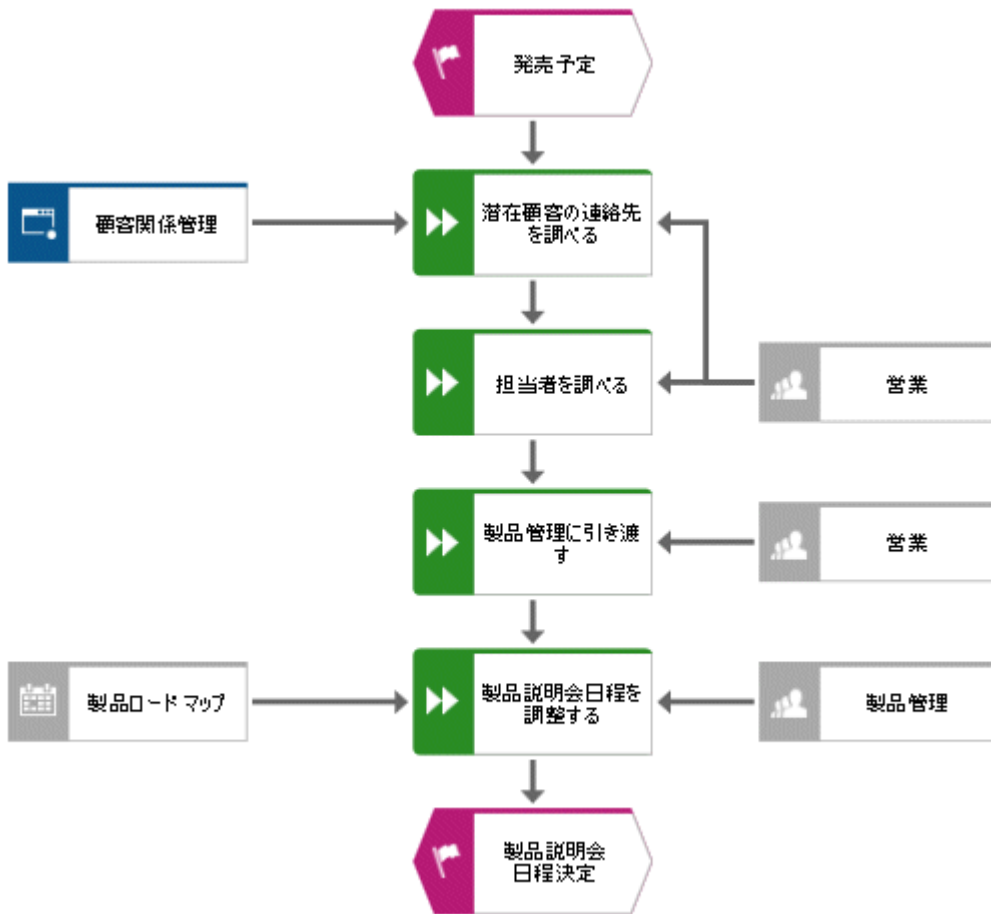 発売予定
顧客関係管理
潜在顧客の連絡先
を調べる
担当者を調べる
営業
製品管理に引き渡
す
営業
製品ロードマップ
製品説明会日程を
調整する
製品管理
製品説明会
日程決定